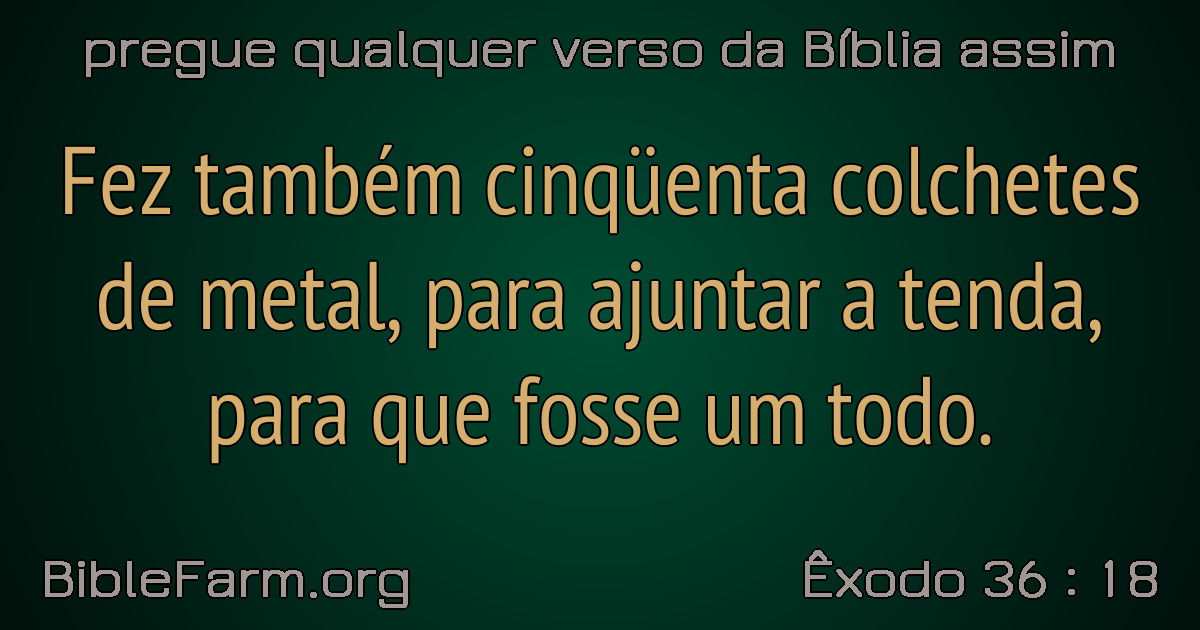 pregue qualquer verso da Bíblia assim
Fez também cinqüenta colchetes
de metal, para ajuntar a tenda,
para que fosse um todo.
BibleFarm.org
Êxodo 36 : 18